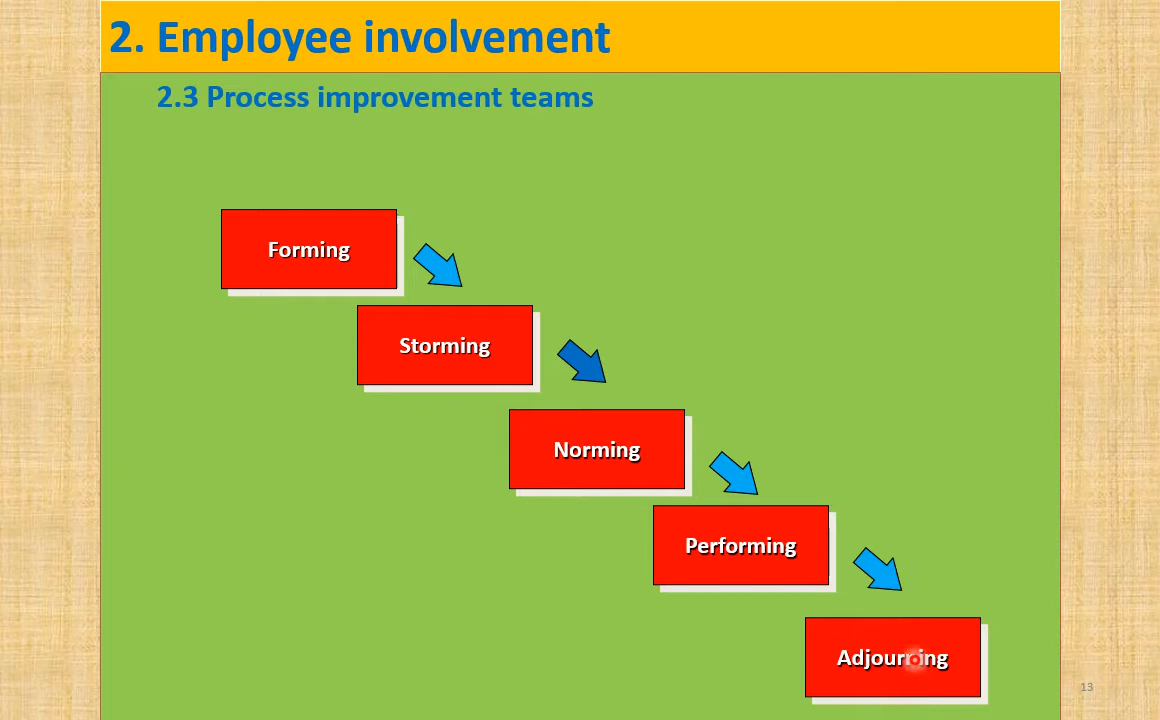 2. Employee involvement
2.3 Process improvement teams
Forming
Storming
Norming
Performing
Adjourning
13